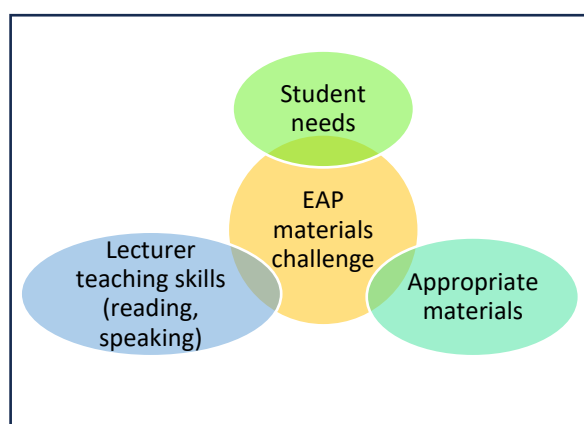 Student
needs
EAP
materials
challenge
Lecturer
teaching skills
(reading,
speaking)
Appropriate
materials